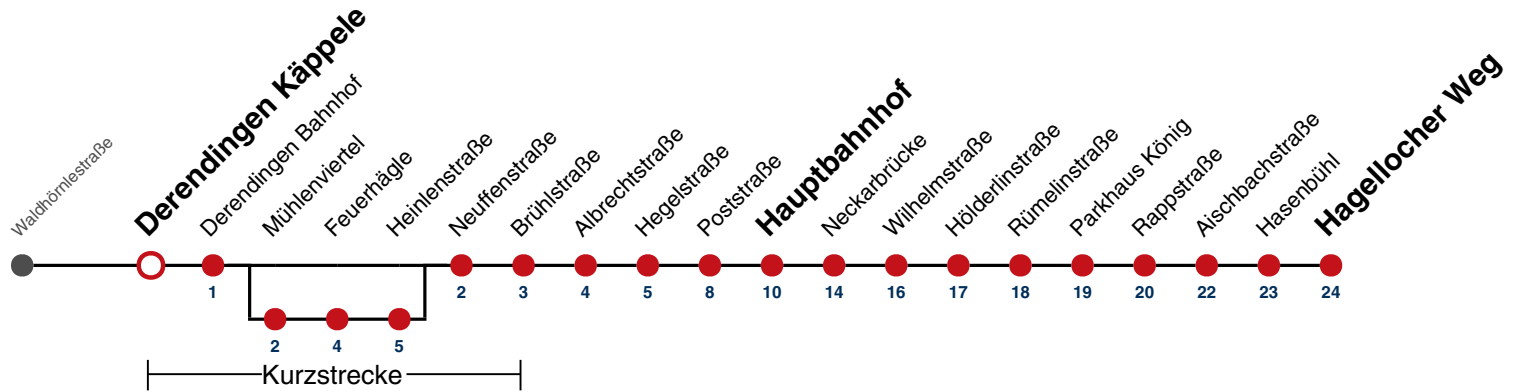 Waldhörnlestraße
Derendingen Käppele
Derendingen Bahnhof
Mühlenviertel
Feuerhägle
Heinlenstraße
Neuffenstraße
Brühlstraße
Albrechtstraße
Hegelstraße
Poststraße
Hauptbahnhof
Neckarbrücke
Wilhelmstraße
Hölderlinstraße
Rümelinstraße
Parkhaus König
Rappstraße
Aischbachstraße
Hasenbühl
Hagellocher Weg
1 2 3 4 5 8 10 14 16 17 18 19 20 22 23 24
2 4 5
Kurzstrecke